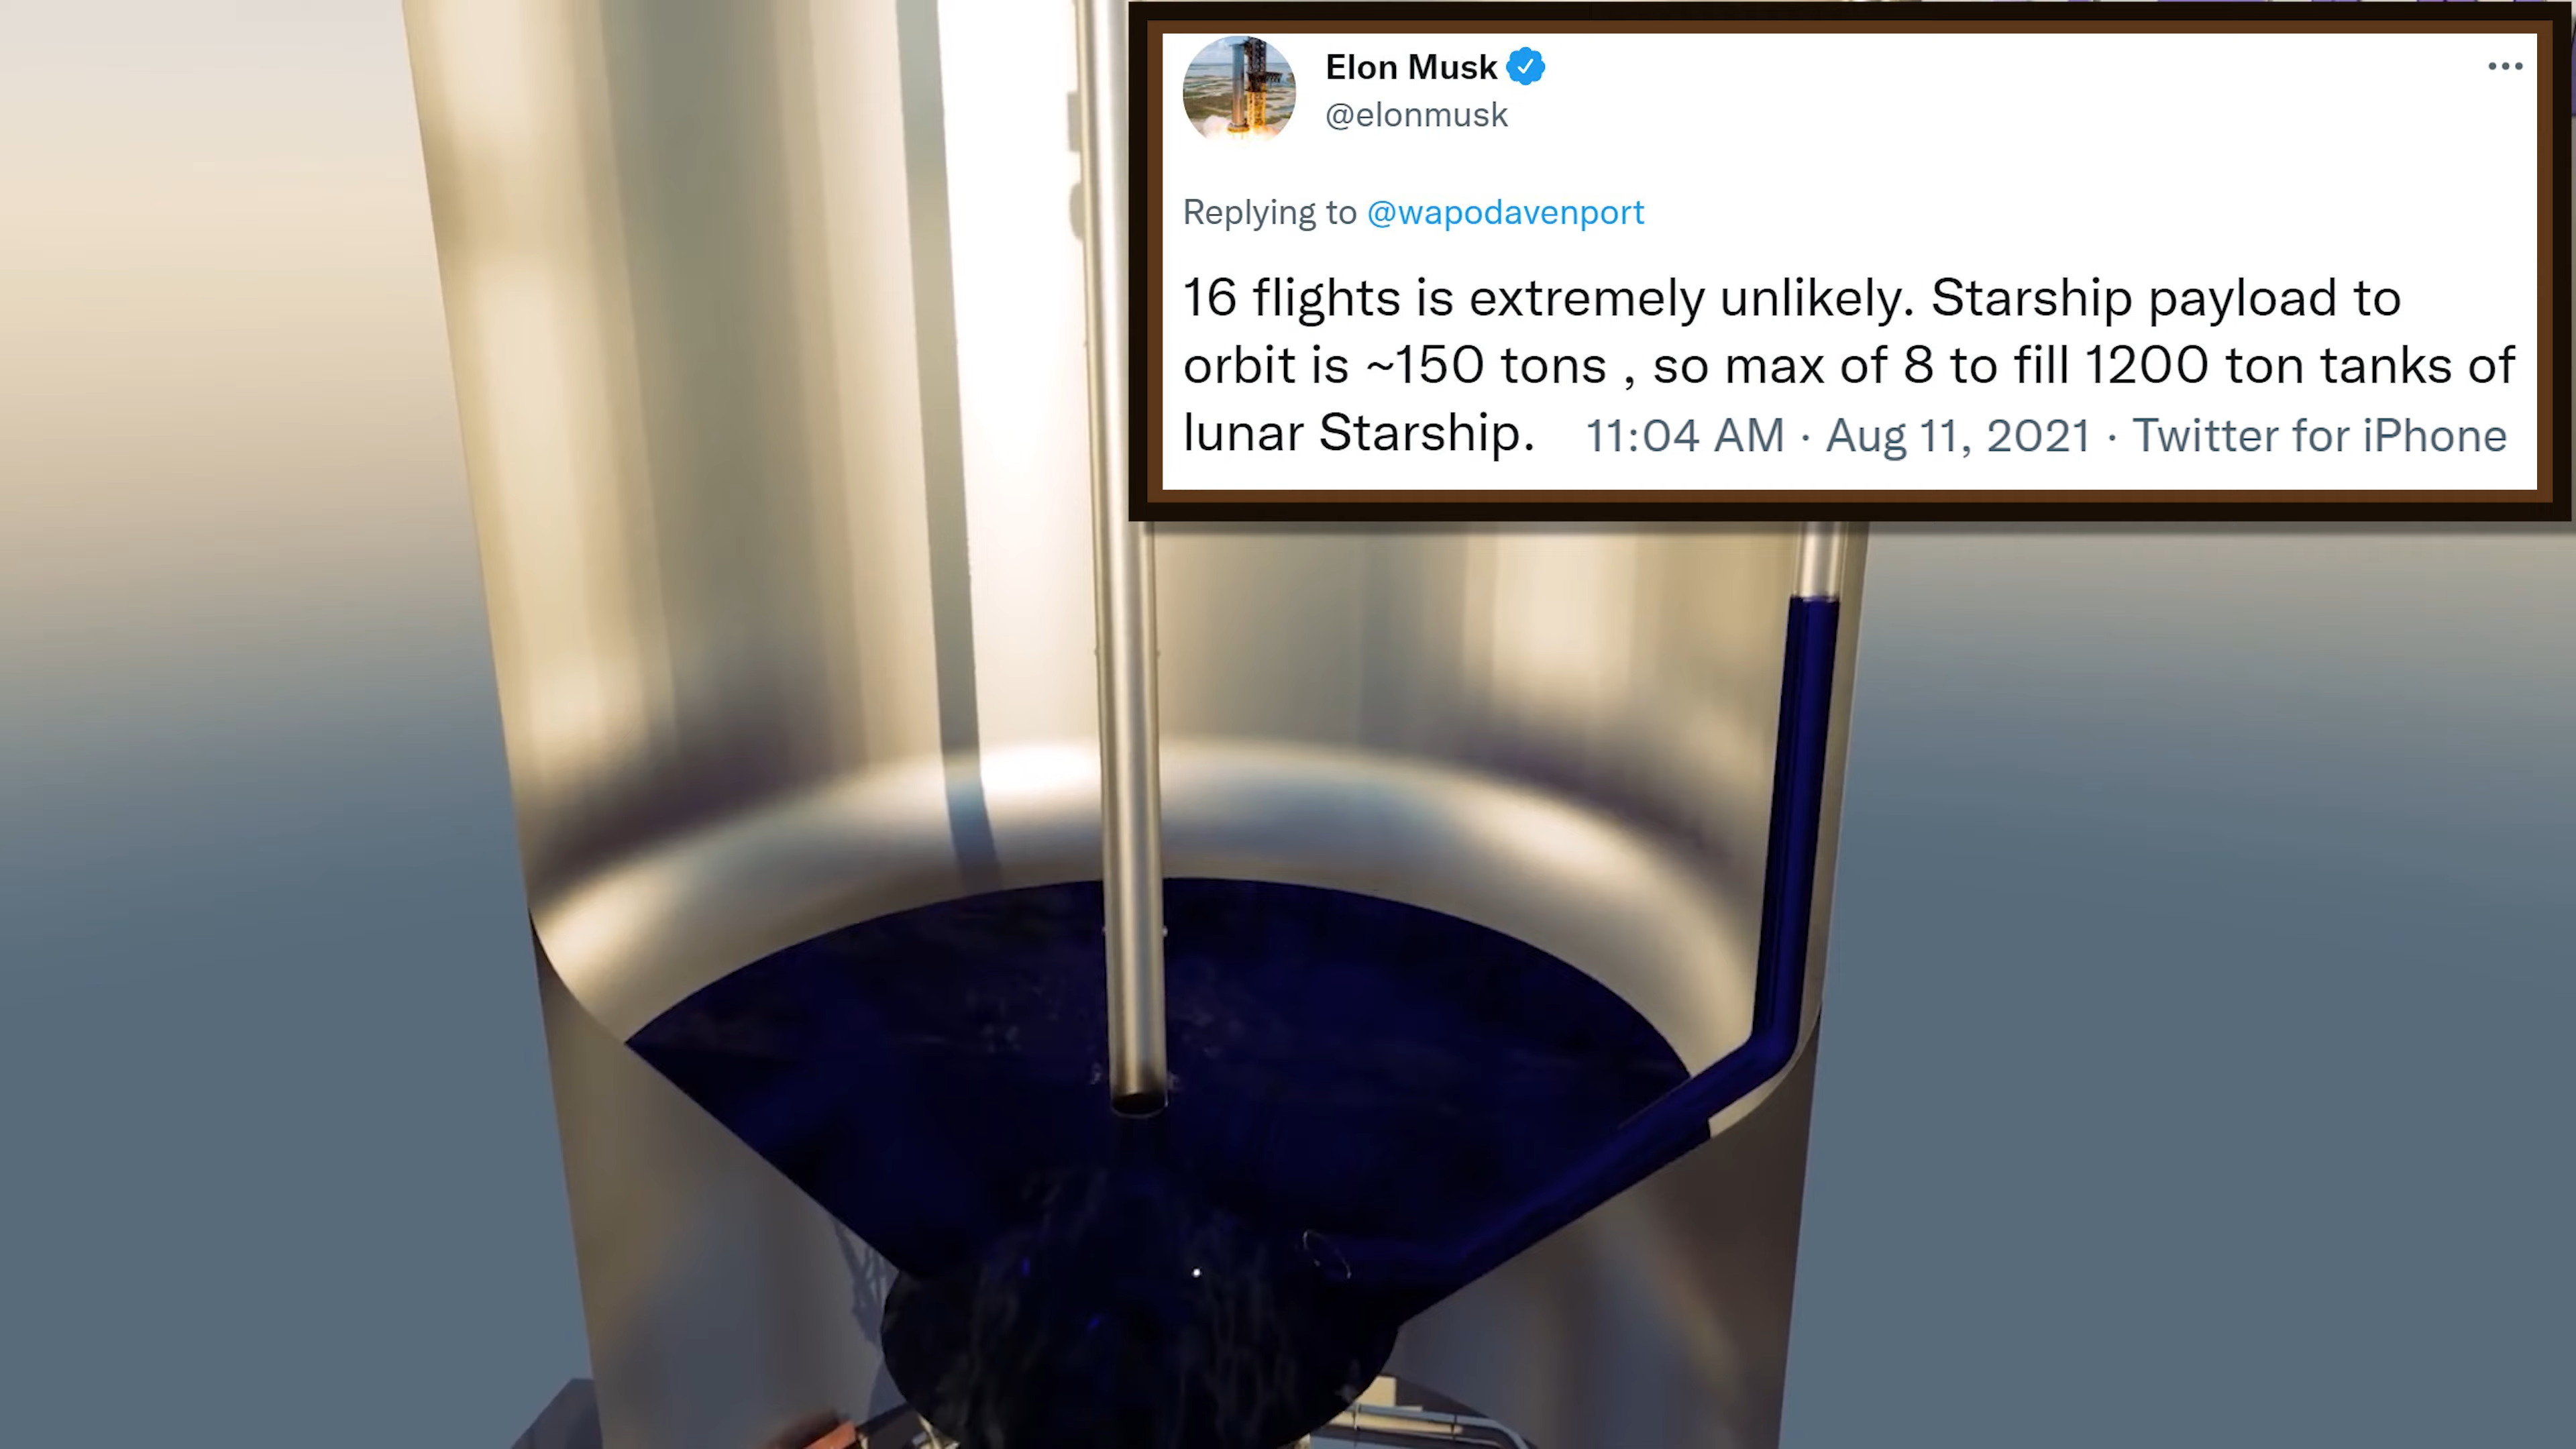 Elon Musk
@elonmusk
Replying to @wapodavenport
16 flights is extremely unlikely. Starship payload to
orbit is ~150 tons , so max of 8 to fill 1200 ton tanks of
lunar Starship. 11:04 AM · Aug 11, 2021 · Twitter for iPhone